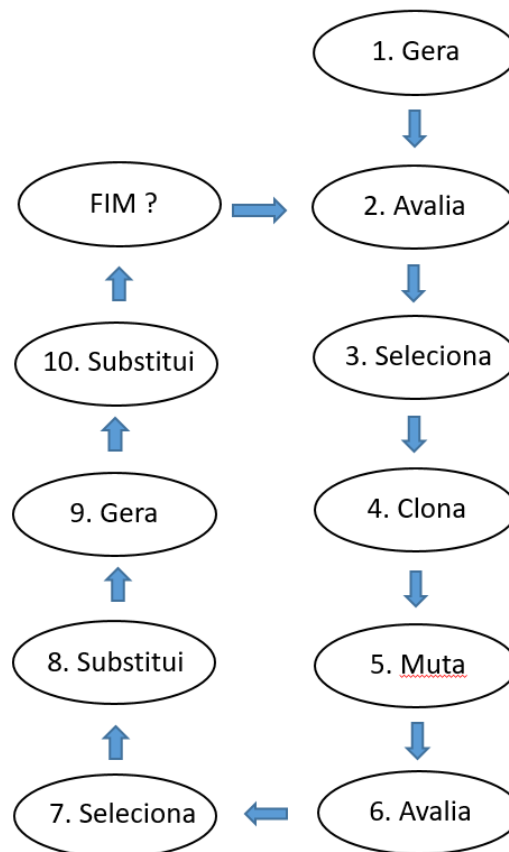 1. Gera
2. Avalia
3. Seleciona
4. Clona
5. Muta
6. Avalia
7. Seleciona
8. Substitui
9. Gera
10. Substitui
FIM ?